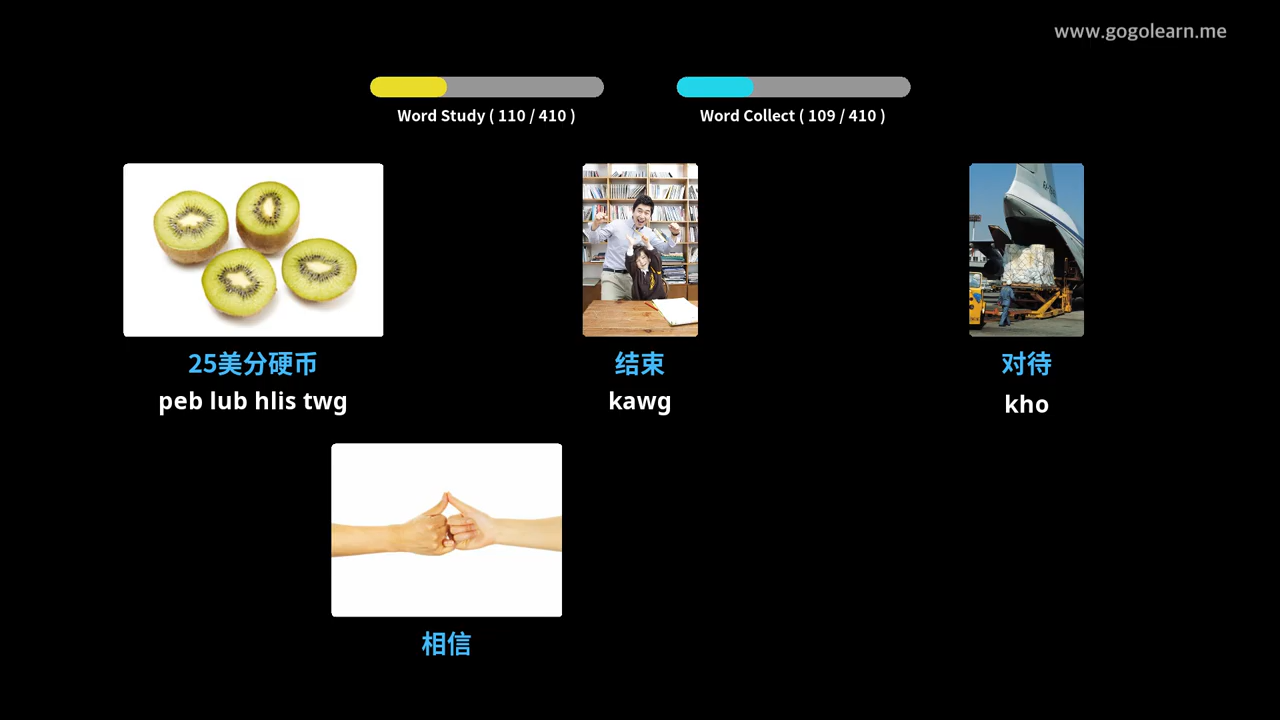 www.gogolearn.me
Word Study ( 110 / 410 )
Word Collect ( 109 / 410 )
25美分硬币
结束
对待
peb lub hlis twg
kawg
kho
相信